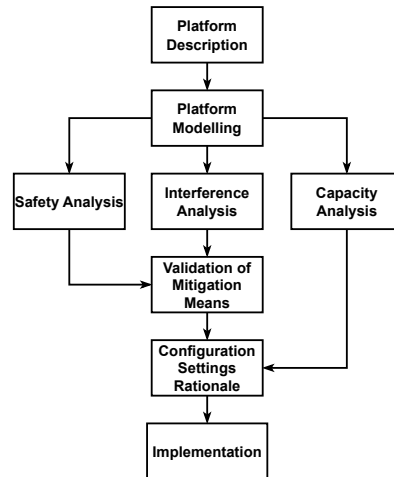 Platform
Description
Platform
Modelling
Safety Analysis
Interference
Analysis
Capacity
Analysis
Validation of
Mitigation
Means
Configuration
Settings
Rationale
Implementation